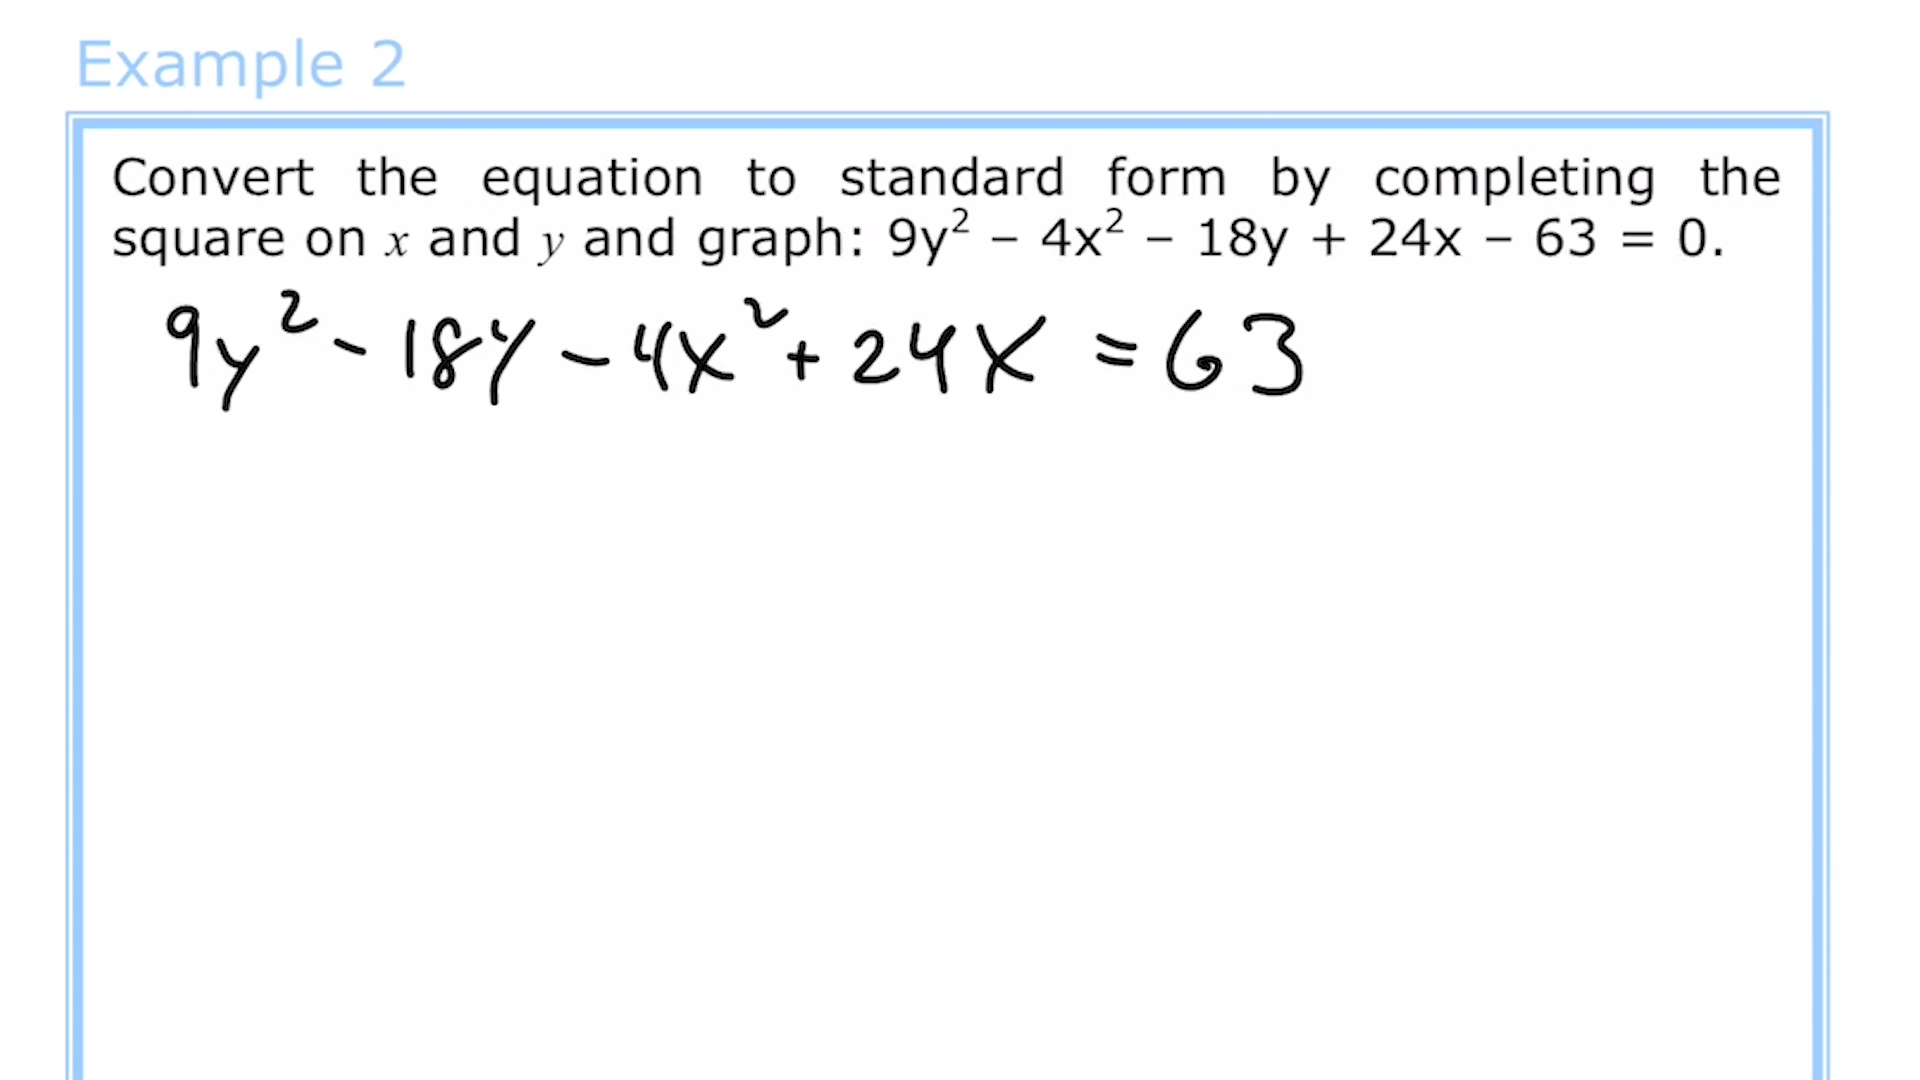 Example 2
Convert the equation to standard form by completing the
square on x and y and graph: 9y² – 4x² – 18y + 24x – 63 = 0.
9y² - 18y - 4x² + 24x = 63